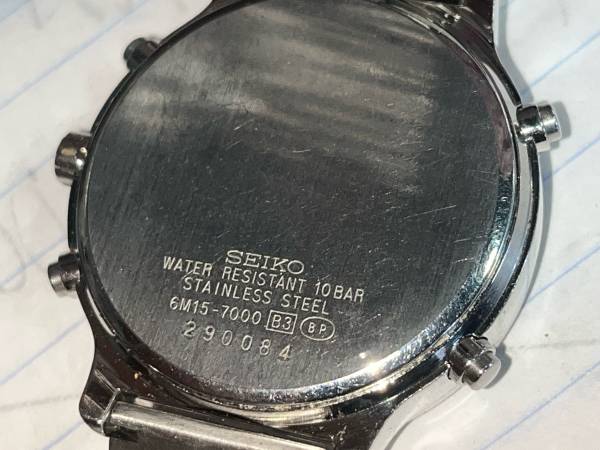 SEIKO
WATER RESISTANT 10BAR
STAINLESS STEEL
6M15-7000 B3 BP
290084